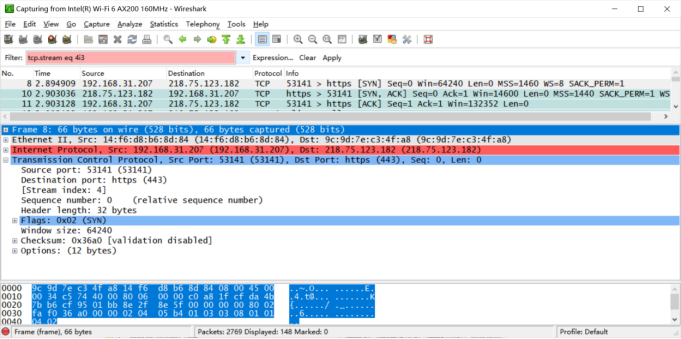 Capturing from Intel(R) Wi-Fi 6 AX200 160MHz - Wireshark
File Edit View Go Capture Analyze Statistics Telephony Tools Help
Filter: tcp.stream eq 4i3 Expression... Clear Apply
No. Time Source Destination Protocol Info
8 2.894909 192.168.31.207 218.75.123.182 TCP 53141 > https [SYN] Seq=0 Win=64240 Len=0 MSS=1460 WS=8 SACK_PERM=1
10 2.903036 218.75.123.182 192.168.31.207 TCP https > 53141 [SYN, ACK] Seq=0 Ack=1 Win=14600 Len=0 MSS=1440 SACK_PERM=1 WS
11 2.903128 192.168.31.207 218.75.123.182 TCP 53141 > https [ACK] Seq=1 Ack=1 Win=132352 Len=0
Frame 8: 66 bytes on wire (528 bits), 66 bytes captured (528 bits)
Ethernet II, Src: 14:f6:d8:b6:8d:84 (14:f6:d8:b6:8d:84), Dst: 9c:9d:7e:c3:4f:a8 (9c:9d:7e:c3:4f:a8)
Internet Protocol, Src: 192.168.31.207 (192.168.31.207), Dst: 218.75.123.182 (218.75.123.182)
Transmission Control Protocol, Src Port: 53141 (53141), Dst Port: https (443), Seq: 0, Len: 0
Source port: 53141 (53141)
Destination port: https (443)
[Stream index: 4]
Sequence number: 0 (relative sequence number)
Header length: 32 bytes
Flags: 0x02 (SYN)
Window size: 64240
Checksum: 0x36a0 [validation disabled]
Options: (12 bytes)
0000 9c 9d 7e c3 4f a8 14 f6 d8 b6 8d 84 08 00 45 00 ..~.O... ......E.
0010 00 34 c5 74 40 00 80 06 00 00 c0 a8 1f cf da 4b .4.t@... .......K
0020 7b b6 cf 95 01 bb 8e 2f 8e 5f 00 00 00 00 80 02 {....../ ._......
0030 fa f0 36 a0 00 00 02 04 05 b4 01 03 03 08 01 01 ..6..... ........
0040 04 02 ..
Frame (frame), 66 bytes Packets: 2769 Displayed: 148 Marked: 0 Profile: Default